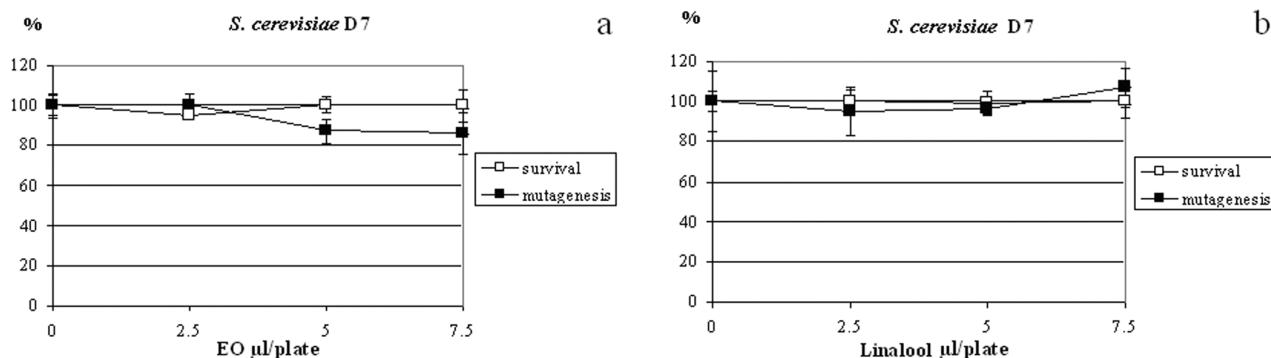 %
S. cerevisiae D7
a
120
100
80
60
40
20
0
0 2.5 5 7.5
EO µl/plate
survival
mutagenesis
%
S. cerevisiae D7
b
120
100
80
60
40
20
0
0 2.5 5 7.5
Linalool µl/plate
survival
mutagenesis